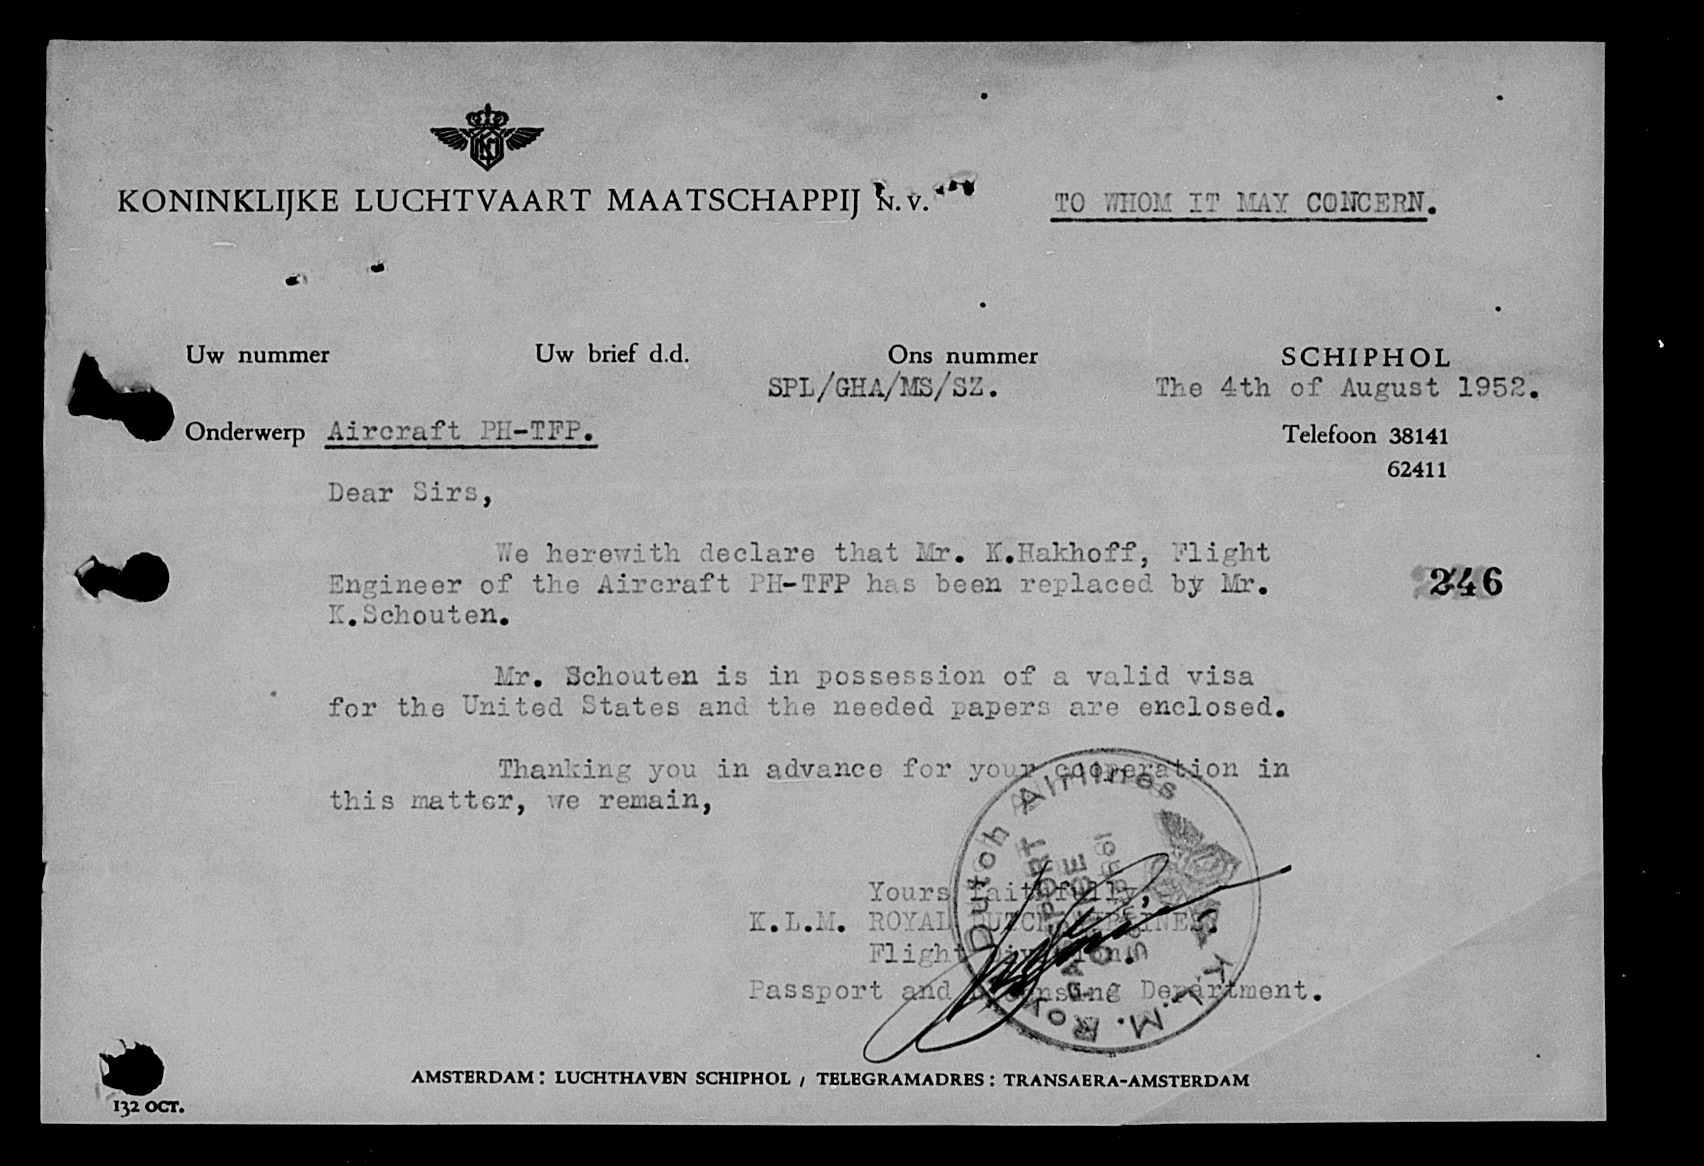 KONINKLIJKE LUCHTVAART MAATSCHAPPIJ N.V.
TO WHOM IT MAY CONCERN.
Uw nummer
Uw brief d.d.
Ons nummer
SCHIPHOL
SPL/GHA/MS/SZ.
The 4th of August 1952.
Onderwerp Aircraft PH-TFP.
Telefoon 38141
62411
Dear Sirs,
We herewith declare that Mr. K.Hakhoff, Flight
Engineer of the Aircraft PH-TFP has been replaced by Mr.
K.Schouten.
246
Mr. Schouten is in possession of a valid visa
for the United States and the needed papers are enclosed.
Thanking you in advance for your cooperation in
this matter, we remain,
Yours faithfully,
K.L.M. ROYAL DUTCH AIRLINES.
Flight Division.
Passport and Licensing Department.
K.L.M. Royal Dutch Airlines
AMSTERDAM: LUCHTHAVEN SCHIPHOL / TELEGRAMADRES: TRANSAERA-AMSTERDAM
132 OCT.